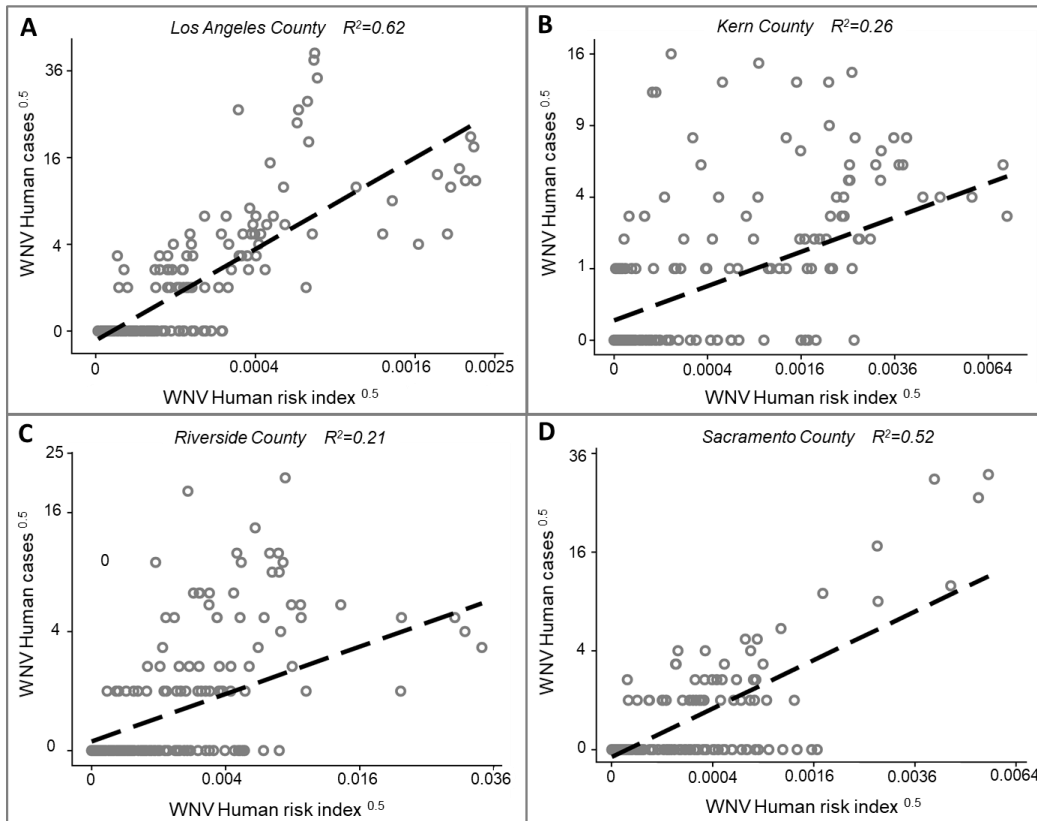 A
Los Angeles County R²=0.62
WNV Human cases 0.5
36
16
4
0
0
0.0004
0.0016
0.0025
WNV Human risk index 0.5
B
Kern County R²=0.26
WNV Human cases 0.5
16
9
4
1
0
0
0.0004
0.0016
0.0036
0.0064
WNV Human risk index 0.5
C
Riverside County R²=0.21
WNV Human cases 0.5
25
16
0
4
0
0
0.004
0.016
0.036
WNV Human risk index 0.5
D
Sacramento County R²=0.52
WNV Human cases 0.5
36
16
4
0
0
0.0004
0.0016
0.0036
0.0064
WNV Human risk index 0.5